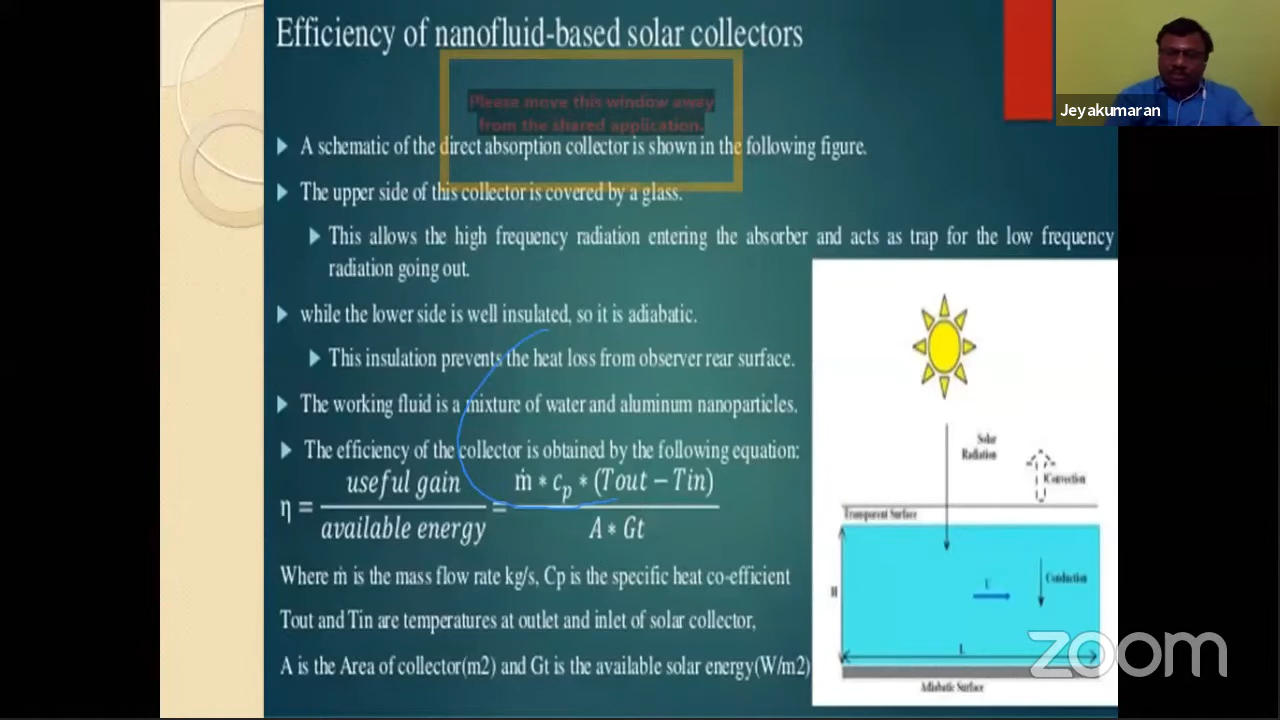 Efficiency of nanofluid-based solar collectors
Please move this window away
from the shared application.
A schematic of the direct absorption collector is shown in the following figure.
The upper side of this collector is covered by a glass.
This allows the high frequency radiation entering the absorber and acts as trap for the low frequency
radiation going out.
while the lower side is well insulated, so it is adiabatic.
This insulation prevents the heat loss from observer rear surface.
The working fluid is a mixture of water and aluminum nanoparticles.
The efficiency of the collector is obtained by the following equation:
η = useful gain / available energy = ṁ * c_p * (Tout − Tin) / A * Gt
Where ṁ is the mass flow rate kg/s, Cp is the specific heat co-efficient
Tout and Tin are temperatures at outlet and inlet of solar collector,
A is the Area of collector(m2) and Gt is the available solar energy(W/m2)
Solar
Radiation
Convection
Transparent Surface
H
U
Conduction
L
Adiabatic Surface
Jeyakumaran
zoom